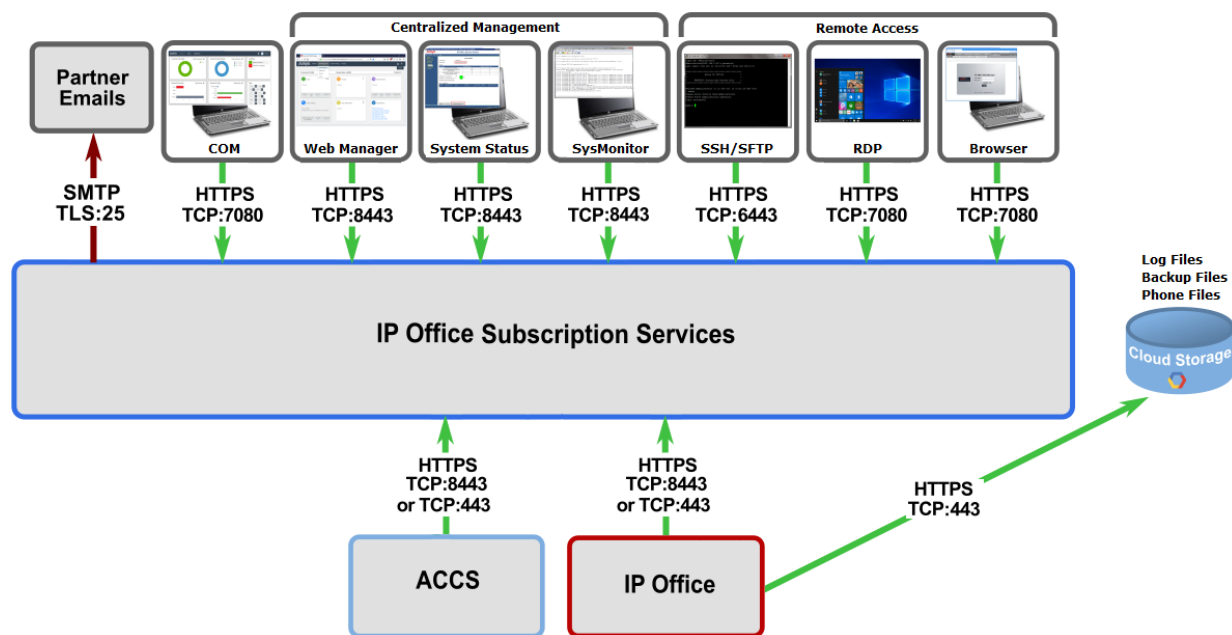 Centralized Management
Remote Access
Partner
Emails
COM
Web Manager
System Status
SysMonitor
SSH/SFTP
RDP
Browser
SMTP
TLS:25
HTTPS
TCP:7080
HTTPS
TCP:8443
HTTPS
TCP:8443
HTTPS
TCP:8443
HTTPS
TCP:6443
HTTPS
TCP:7080
HTTPS
TCP:7080
IP Office Subscription Services
Log Files
Backup Files
Phone Files
Cloud Storage
HTTPS
TCP:8443
or TCP:443
HTTPS
TCP:8443
or TCP:443
HTTPS
TCP:443
ACCS
IP Office